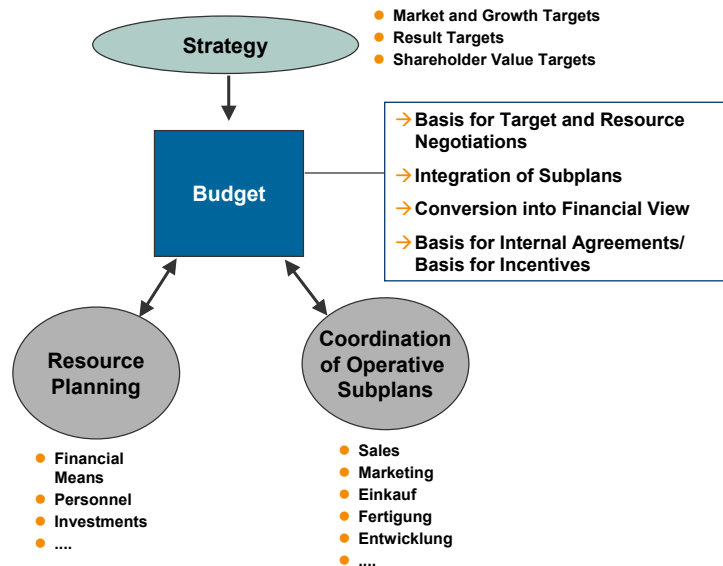 Strategy
Market and Growth Targets
Result Targets
Shareholder Value Targets
Budget
→ Basis for Target and Resource
Negotiations
→ Integration of Subplans
→ Conversion into Financial View
→ Basis for Internal Agreements/
Basis for Incentives
Resource
Planning
Financial
Means
Personnel
Investments
....
Coordination
of Operative
Subplans
Sales
Marketing
Einkauf
Fertigung
Entwicklung
....